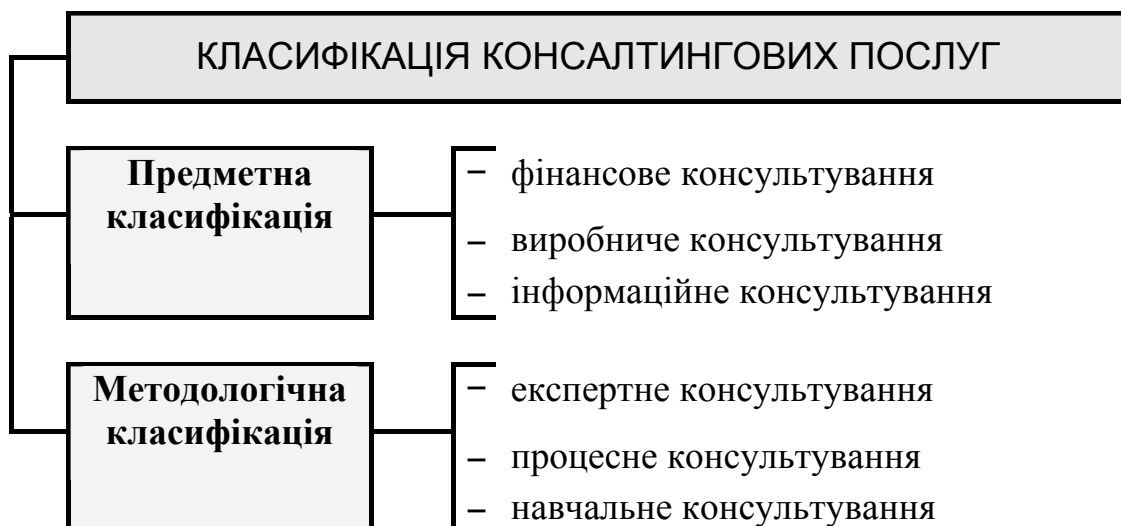 КЛАСИФІКАЦІЯ КОНСАЛТИНГОВИХ ПОСЛУГ
Предметна
класифікація
– фінансове консультування
– виробниче консультування
– інформаційне консультування
Методологічна
класифікація
– експертне консультування
– процесне консультування
– навчальне консультування